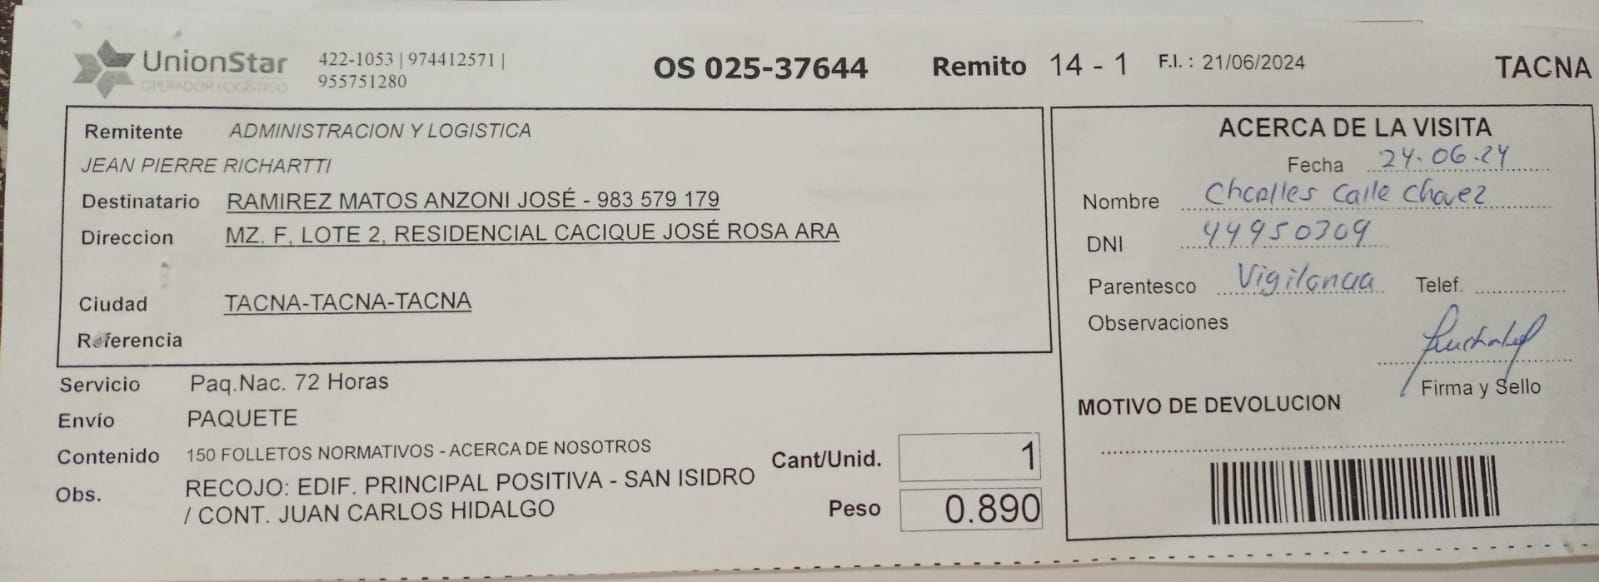 UnionStar
OPERADOR LOGÍSTICO
422-1053 | 974412571 |
955751280
OS 025-37644
Remito 14 - 1
F.I. : 21/06/2024
TACNA
Remitente ADMINISTRACION Y LOGISTICA
JEAN PIERRE RICHARTTI
Destinatario RAMIREZ MATOS ANZONI JOSÉ - 983 579 179
Direccion MZ. F, LOTE 2, RESIDENCIAL CACIQUE JOSÉ ROSA ARA
Ciudad TACNA-TACNA-TACNA
Referencia
Servicio Paq.Nac. 72 Horas
Envío PAQUETE
Contenido 150 FOLLETOS NORMATIVOS - ACERCA DE NOSOTROS
Obs. RECOJO: EDIF. PRINCIPAL POSITIVA - SAN ISIDRO
/ CONT. JUAN CARLOS HIDALGO
Cant/Unid. 1
Peso 0.890
ACERCA DE LA VISITA
Fecha 24.06.24
Nombre Calle Chavez
DNI 44950309
Parentesco Vigilancia Telef.
Observaciones
Firma y Sello
MOTIVO DE DEVOLUCION